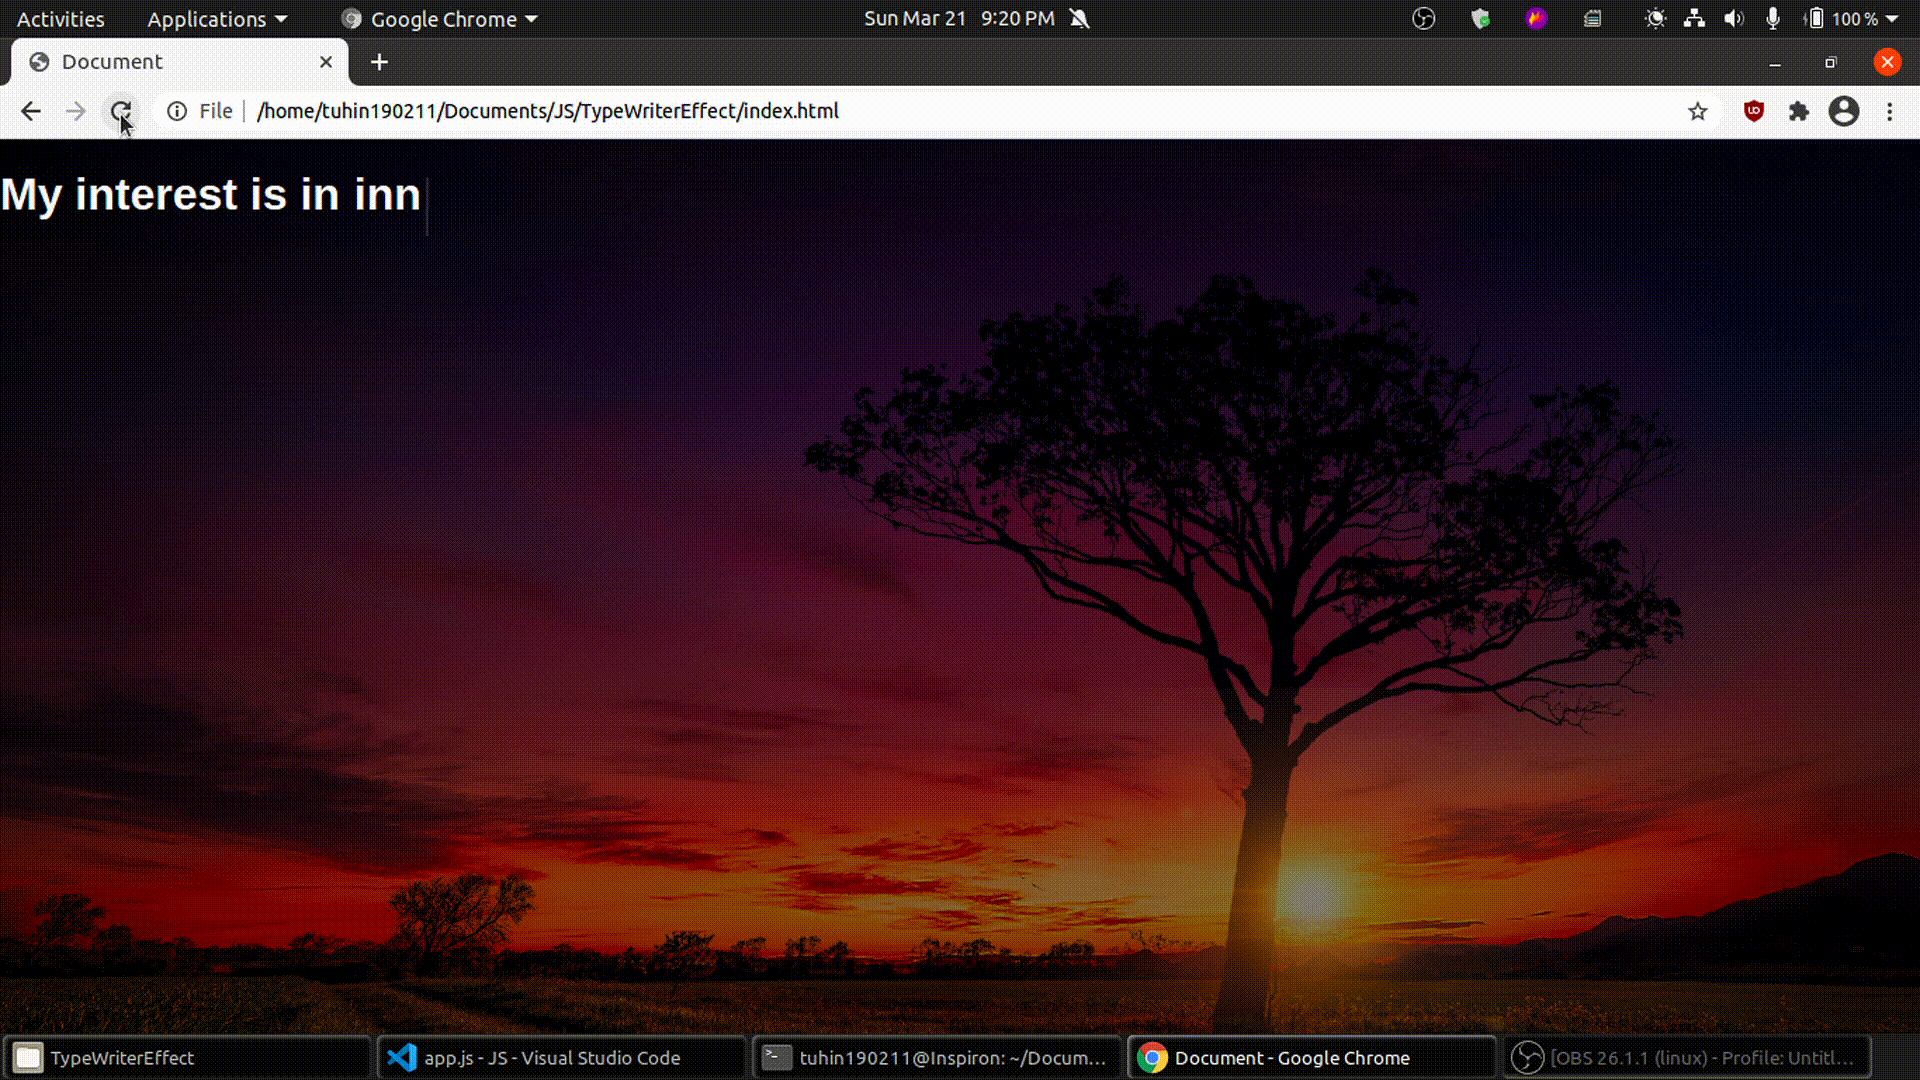 Activities Applications Google Chrome Sun Mar 21 9:20 PM 100 %
Document
File /home/tuhin190211/Documents/JS/TypeWriterEffect/index.html
My interest is in inn
TypeWriterEffect app.js - JS - Visual Studio Code tuhin190211@Inspiron: ~/Docum... Document - Google Chrome [OBS 26.1.1 (linux) - Profile: Untitl...